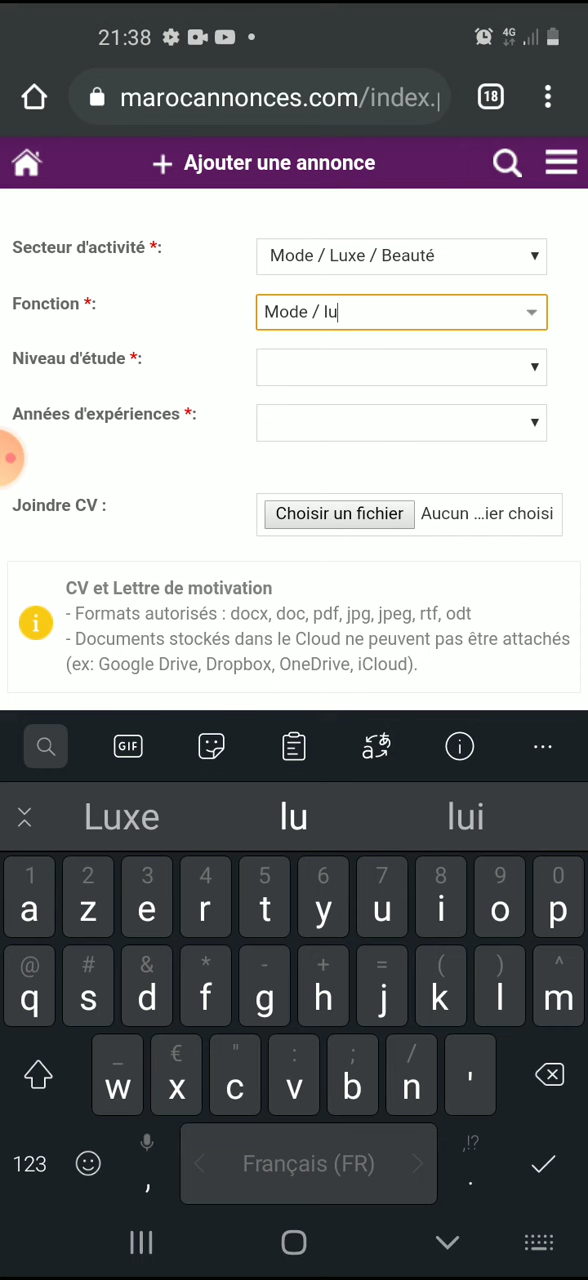 21:38 4G
marocannonces.com/index.p 18
+ Ajouter une annonce
Secteur d'activité *: Mode / Luxe / Beauté
Fonction *: Mode / lu
Niveau d'étude *:
Années d'expériences *:
Joindre CV : Choisir un fichier Aucun ...ier choisi
CV et Lettre de motivation
- Formats autorisés : docx, doc, pdf, jpg, jpeg, rtf, odt
- Documents stockés dans le Cloud ne peuvent pas être attachés
(ex: Google Drive, Dropbox, OneDrive, iCloud).
GIF aあ
Luxe lu lui
1 2 3 4 5 6 7 8 9 0
a z e r t y u i o p
@ # & * - + = ( ) ^
q s d f g h j k l m
_ € " : ; /
w x c v b n '
123 , Français (FR) ,!? .